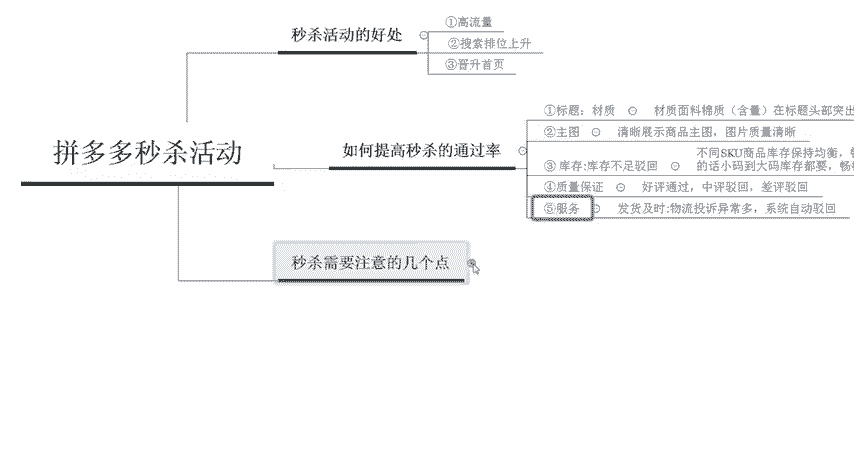 秒杀活动的好处
①高流量
②搜索排位上升
③晋升首页
拼多多秒杀活动
如何提高秒杀的通过率
①标题：材质
材质面料棉质（含量）在标题头部突出
②主图
清晰展示商品主图，图片质量清晰
③ 库存:库存不足驳回
不同SKU商品库存保持均衡，
的话小码到大码库存都要，畅
④质量保证
好评通过，中评驳回，差评驳回
⑤服务
发货及时:物流投诉异常多，系统自动驳回
秒杀需要注意的几个点